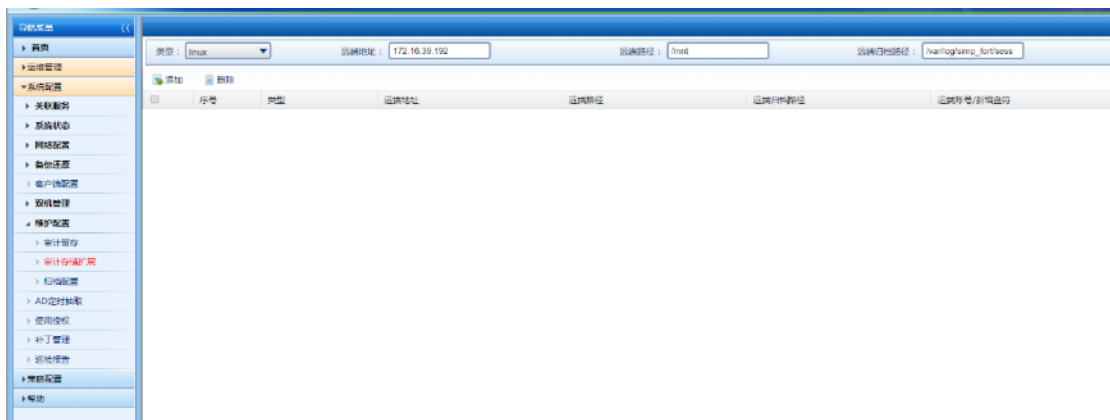 导航菜单
首页
运维管理
系统配置
关联服务
系统状态
网络配置
备份还原
客户端配置
双机管理
维护配置
审计留存
审计存储扩展
归档配置
AD定时抽取
使用授权
补丁管理
巡检报告
策略配置
帮助
类型： linux 远端地址： 172.16.39.192 远端路径： /mnt 远端归档路径： /var/log/simp_fort/sess
添加 删除
序号 类型 远端地址 远端路径 远端归档路径 远端账号/新增盘符